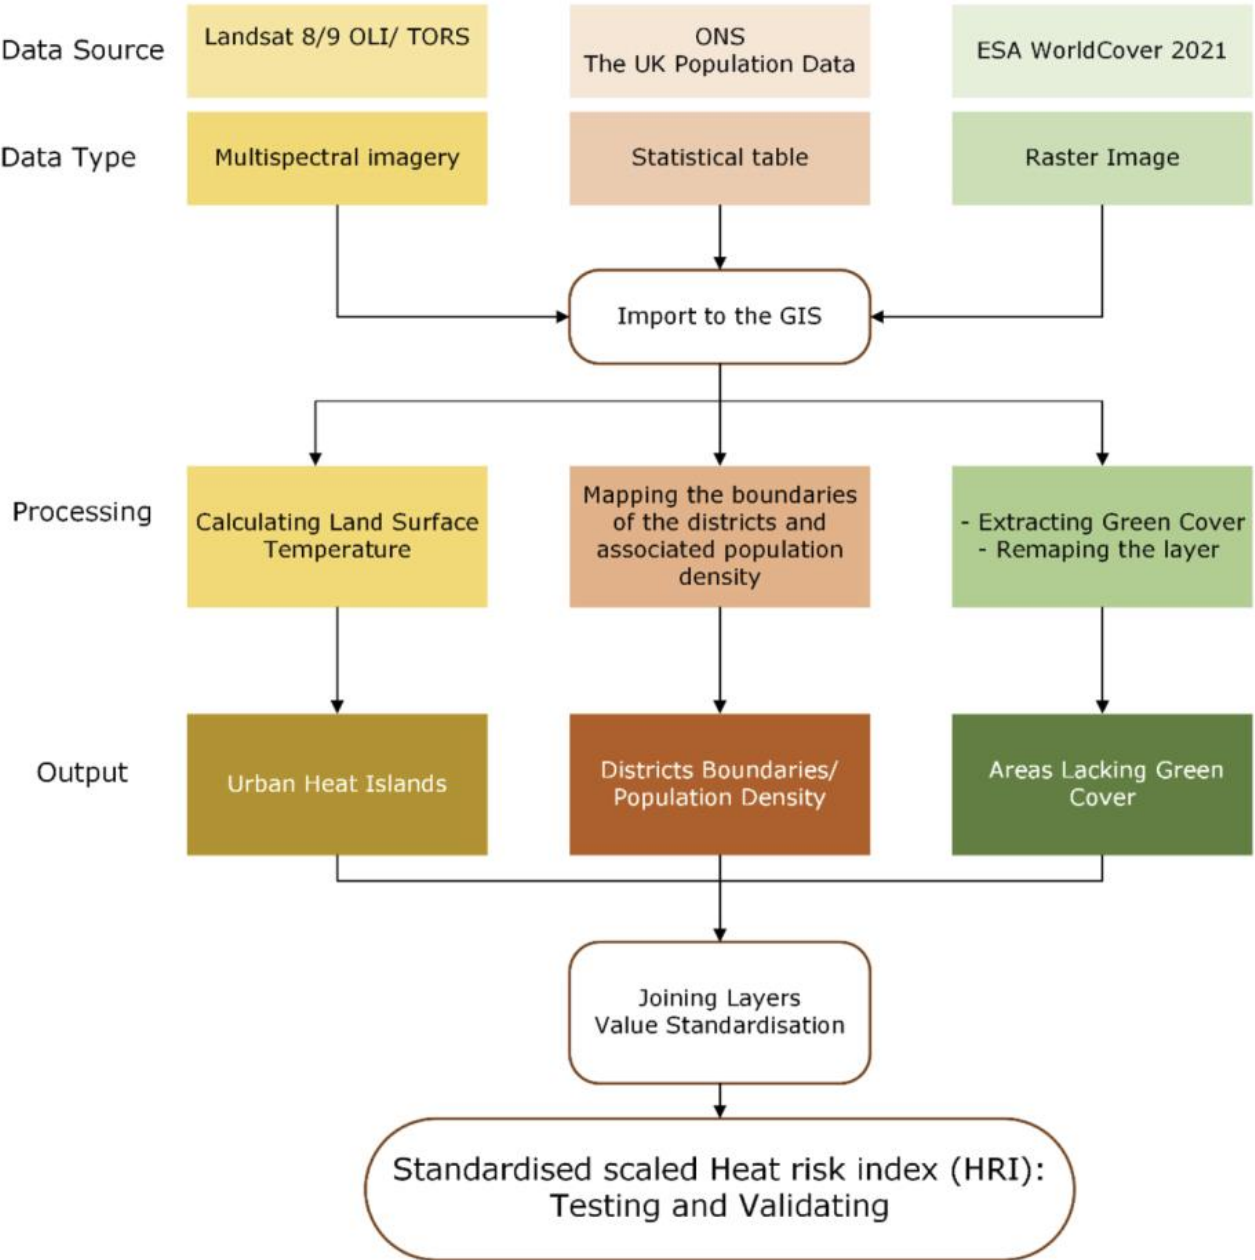 Data Source
Landsat 8/9 OLI/ TORS
ONS
The UK Population Data
ESA WorldCover 2021
Data Type
Multispectral imagery
Statistical table
Raster Image
Import to the GIS
Processing
Calculating Land Surface
Temperature
Mapping the boundaries
of the districts and
associated population
density
- Extracting Green Cover
- Remaping the layer
Output
Urban Heat Islands
Districts Boundaries/
Population Density
Areas Lacking Green
Cover
Joining Layers
Value Standardisation
Standardised scaled Heat risk index (HRI):
Testing and Validating